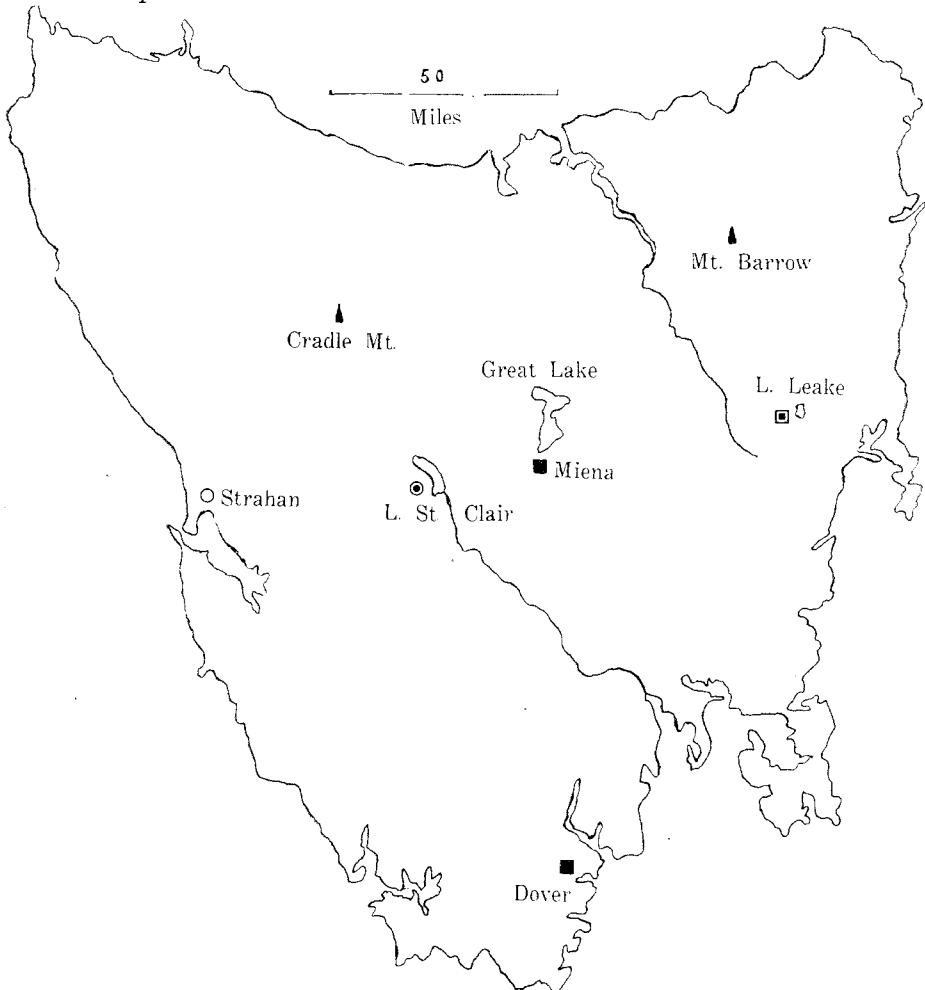 50
Miles
Mt. Barrow
Cradle Mt.
Great Lake
L. Leake
Miena
Strahan
L. St Clair
Dover